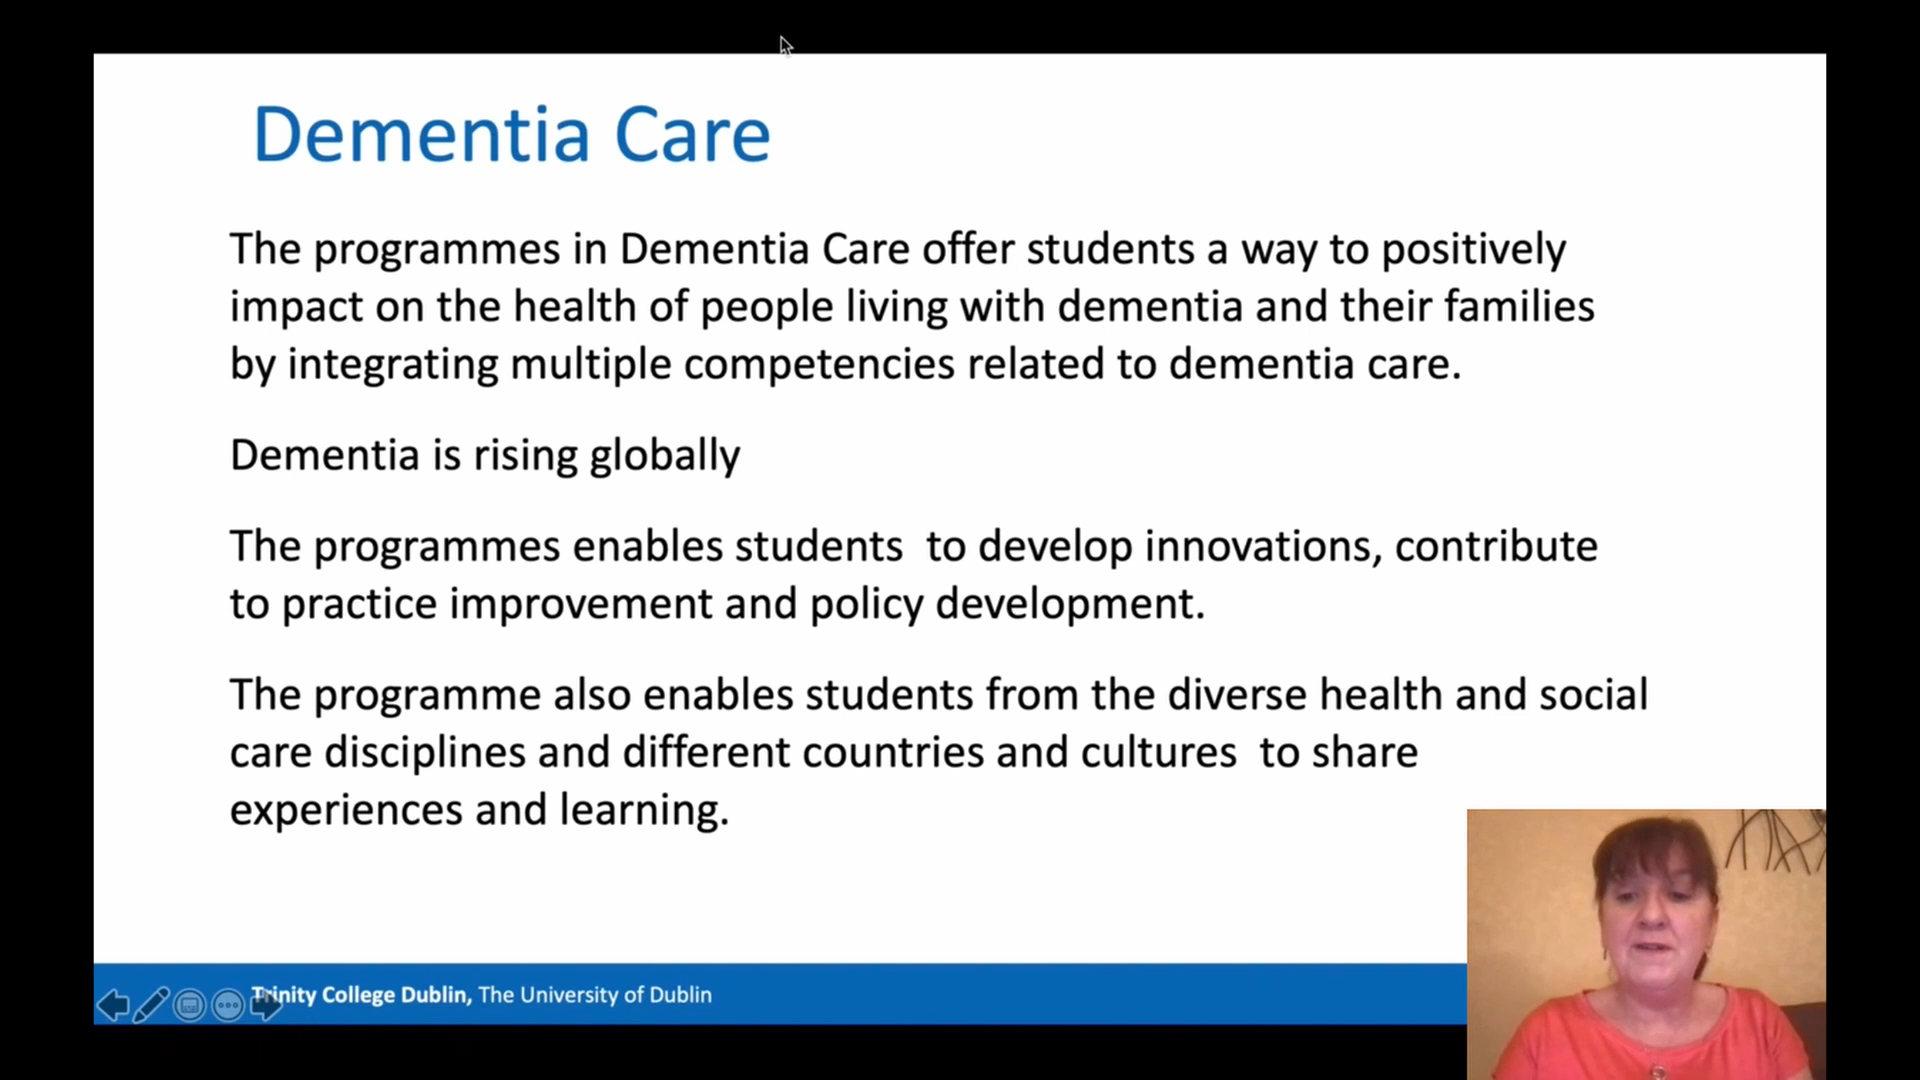 Dementia Care
The programmes in Dementia Care offer students a way to positively
impact on the health of people living with dementia and their families
by integrating multiple competencies related to dementia care.
Dementia is rising globally
The programmes enables students  to develop innovations, contribute
to practice improvement and policy development.
The programme also enables students from the diverse health and social
care disciplines and different countries and cultures  to share
experiences and learning.
Trinity College Dublin, The University of Dublin